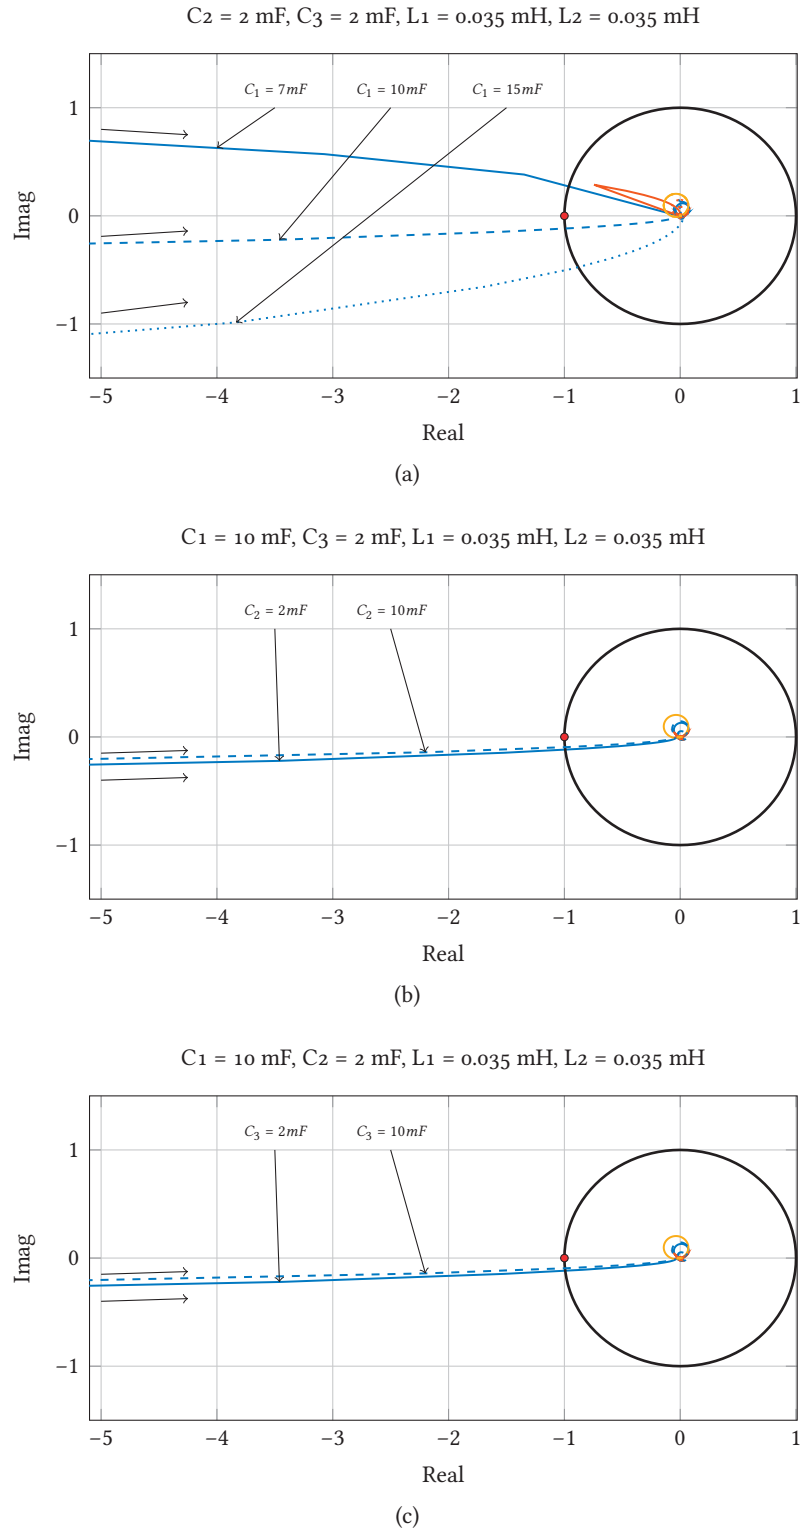 C2 = 2 mF, C3 = 2 mF, L1 = 0.035 mH, L2 = 0.035 mH
C₁ = 7mF C₁ = 10mF C₁ = 15mF
1
0
−1
Imag
−5 −4 −3 −2 −1 0 1
Real
(a)
C1 = 10 mF, C3 = 2 mF, L1 = 0.035 mH, L2 = 0.035 mH
C₂ = 2mF C₂ = 10mF
1
0
−1
Imag
−5 −4 −3 −2 −1 0 1
Real
(b)
C1 = 10 mF, C2 = 2 mF, L1 = 0.035 mH, L2 = 0.035 mH
C₃ = 2mF C₃ = 10mF
1
0
−1
Imag
−5 −4 −3 −2 −1 0 1
Real
(c)